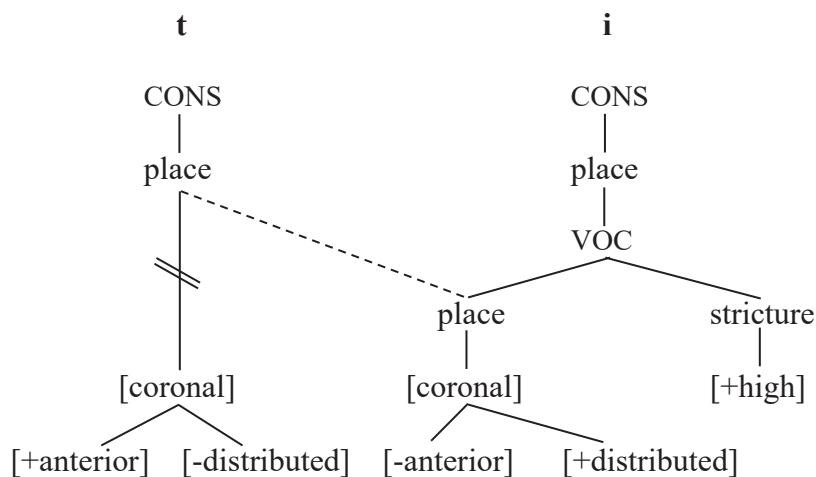 t i
CONS CONS
place place
VOC
place stricture
[coronal] [coronal] [+high]
[+anterior] [-distributed] [-anterior] [+distributed]